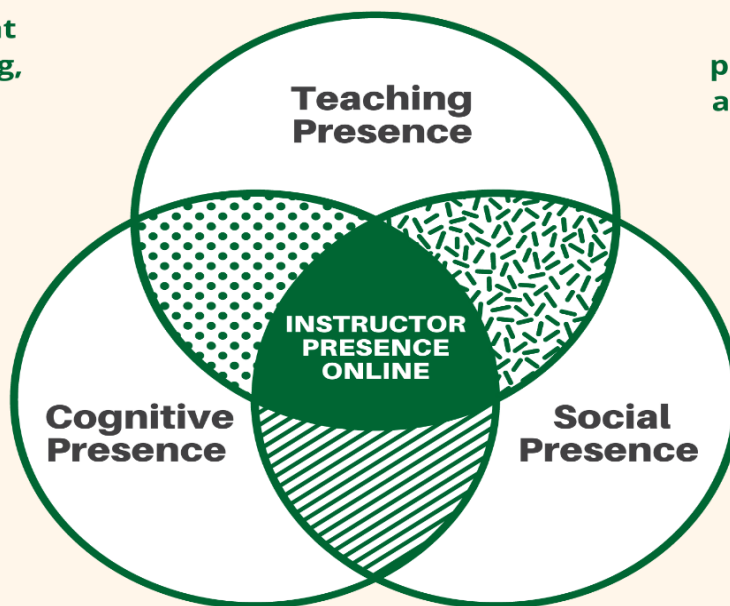 g,
p
a
Teaching
Presence
INSTRUCTOR
PRESENCE
ONLINE
Cognitive
Presence
Social
Presence